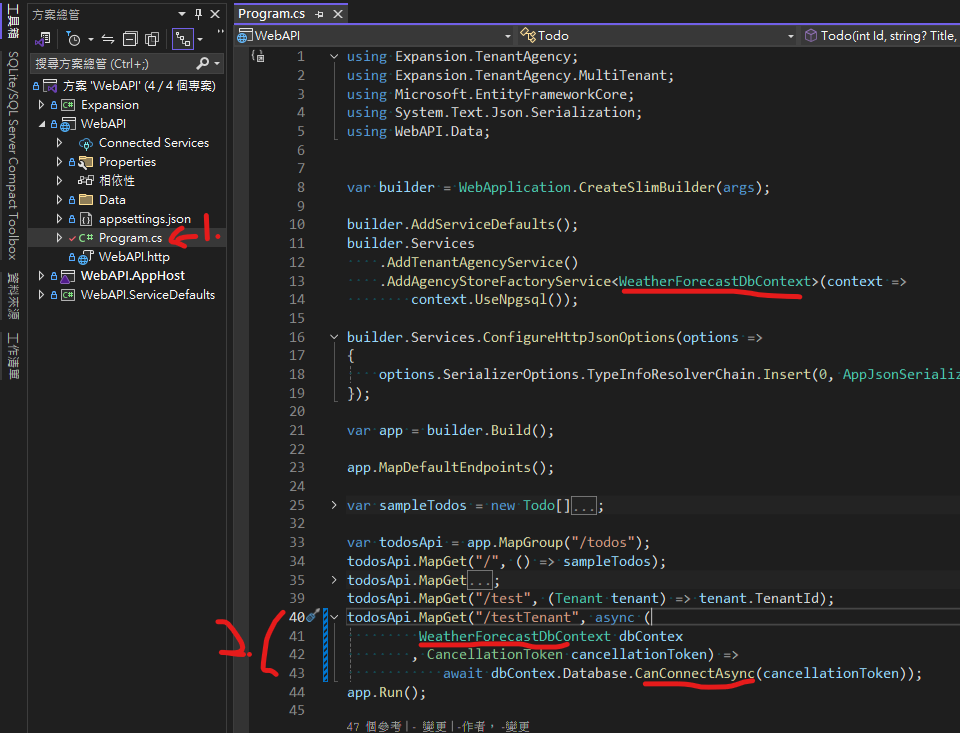 方案總管
Program.cs
WebAPI
Todo
Todo(int Id, string? Title,
工具箱
SQLite/SQL Server Compact Toolbox
資料來源
工作清單
搜尋方案總管 (Ctrl+;)
方案 'WebAPI' (4 / 4 個專案)
Expansion
WebAPI
Connected Services
Properties
相依性
Data
appsettings.json
C# Program.cs
1.
WebAPI.http
WebAPI.AppHost
WebAPI.ServiceDefaults
1 using Expansion.TenantAgency;
2 using Expansion.TenantAgency.MultiTenant;
3 using Microsoft.EntityFrameworkCore;
4 using System.Text.Json.Serialization;
5 using WebAPI.Data;
6
7
8 var builder = WebApplication.CreateSlimBuilder(args);
9
10 builder.AddServiceDefaults();
11 builder.Services
12 .AddTenantAgencyService()
13 .AddAgencyStoreFactoryService<WeatherForecastDbContext>(context =>
14 context.UseNpgsql());
15
16 builder.Services.ConfigureHttpJsonOptions(options =>
17 {
18 options.SerializerOptions.TypeInfoResolverChain.Insert(0, AppJsonSerializ
19 });
20
21 var app = builder.Build();
22
23 app.MapDefaultEndpoints();
24
25 var sampleTodos = new Todo[]...;
32
33 var todosApi = app.MapGroup("/todos");
34 todosApi.MapGet("/", () => sampleTodos);
35 todosApi.MapGet...;
39 todosApi.MapGet("/test", (Tenant tenant) => tenant.TenantId);
40 todosApi.MapGet("/testTenant", async (
41 WeatherForecastDbContext dbContex
42 , CancellationToken cancellationToken) =>
43 await dbContex.Database.CanConnectAsync(cancellationToken));
44 app.Run();
45
2.
47 個參考|-變更|-作者，-變更